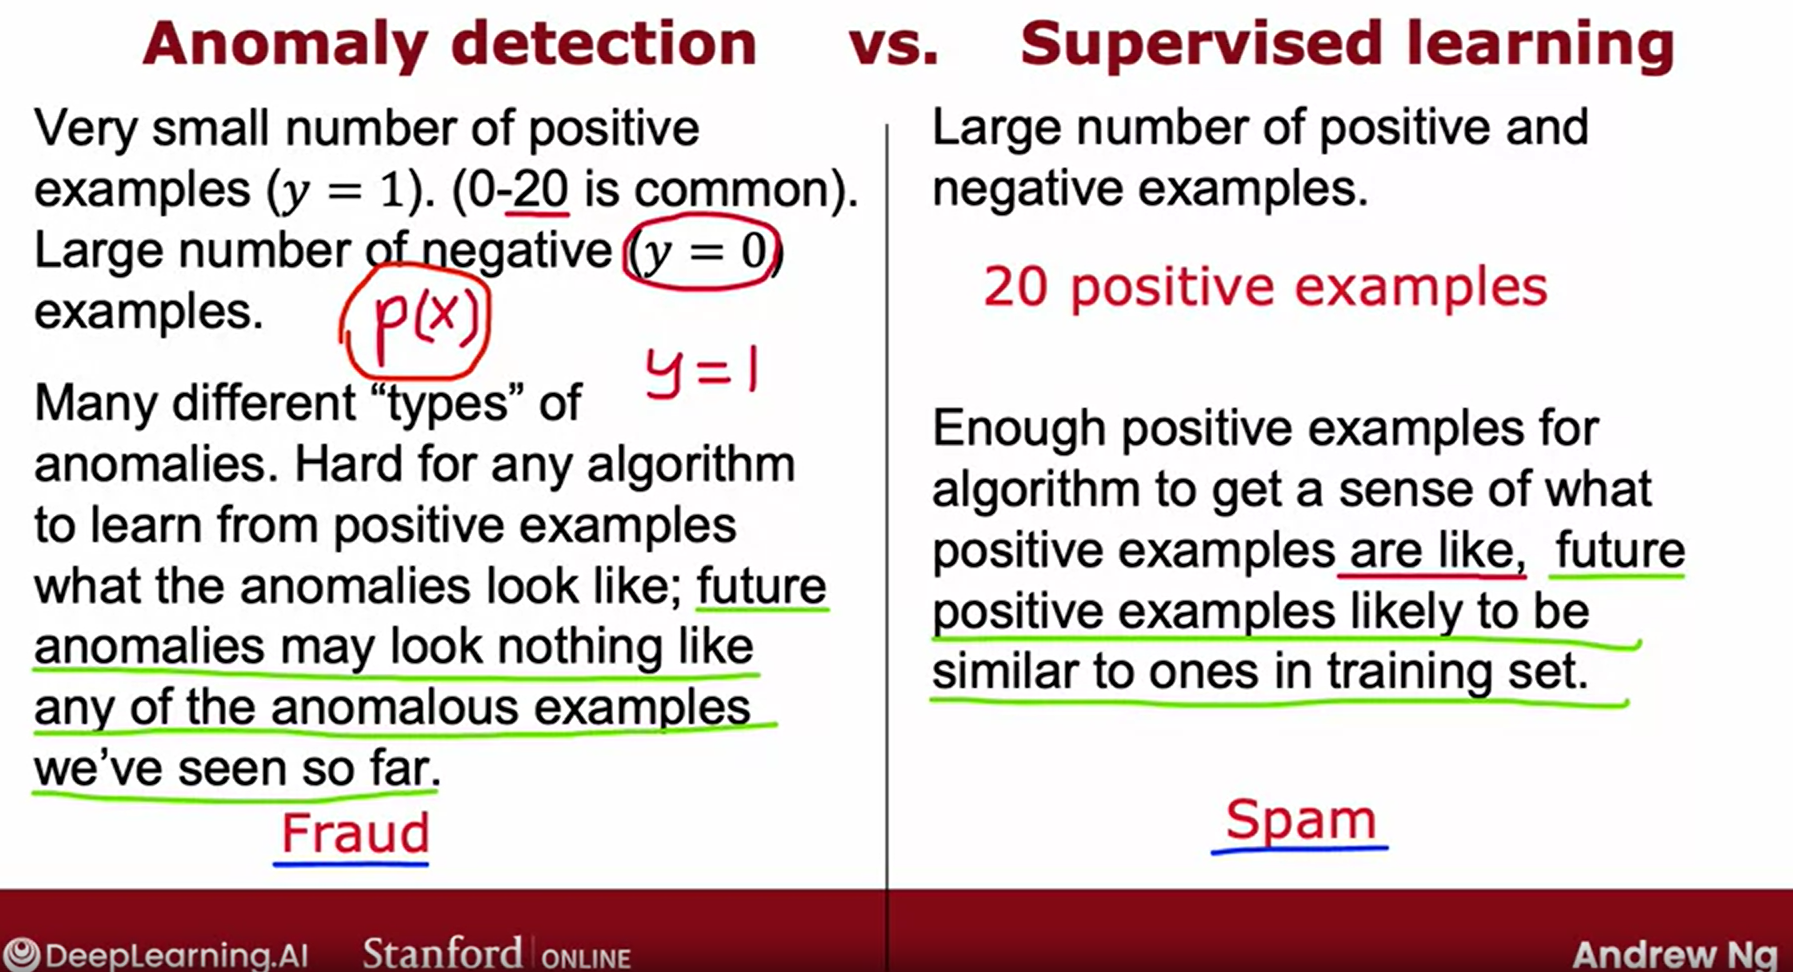 Anomaly detection vs. Supervised learning
Very small number of positive
examples (y = 1). (0-20 is common).
Large number of negative (y = 0)
examples.
p(x)
y=1
Many different “types” of
anomalies. Hard for any algorithm
to learn from positive examples
what the anomalies look like; future
anomalies may look nothing like
any of the anomalous examples
we’ve seen so far.
Fraud
Large number of positive and
negative examples.
20 positive examples
Enough positive examples for
algorithm to get a sense of what
positive examples are like, future
positive examples likely to be
similar to ones in training set.
Spam
DeepLearning.AI Stanford ONLINE
Andrew Ng